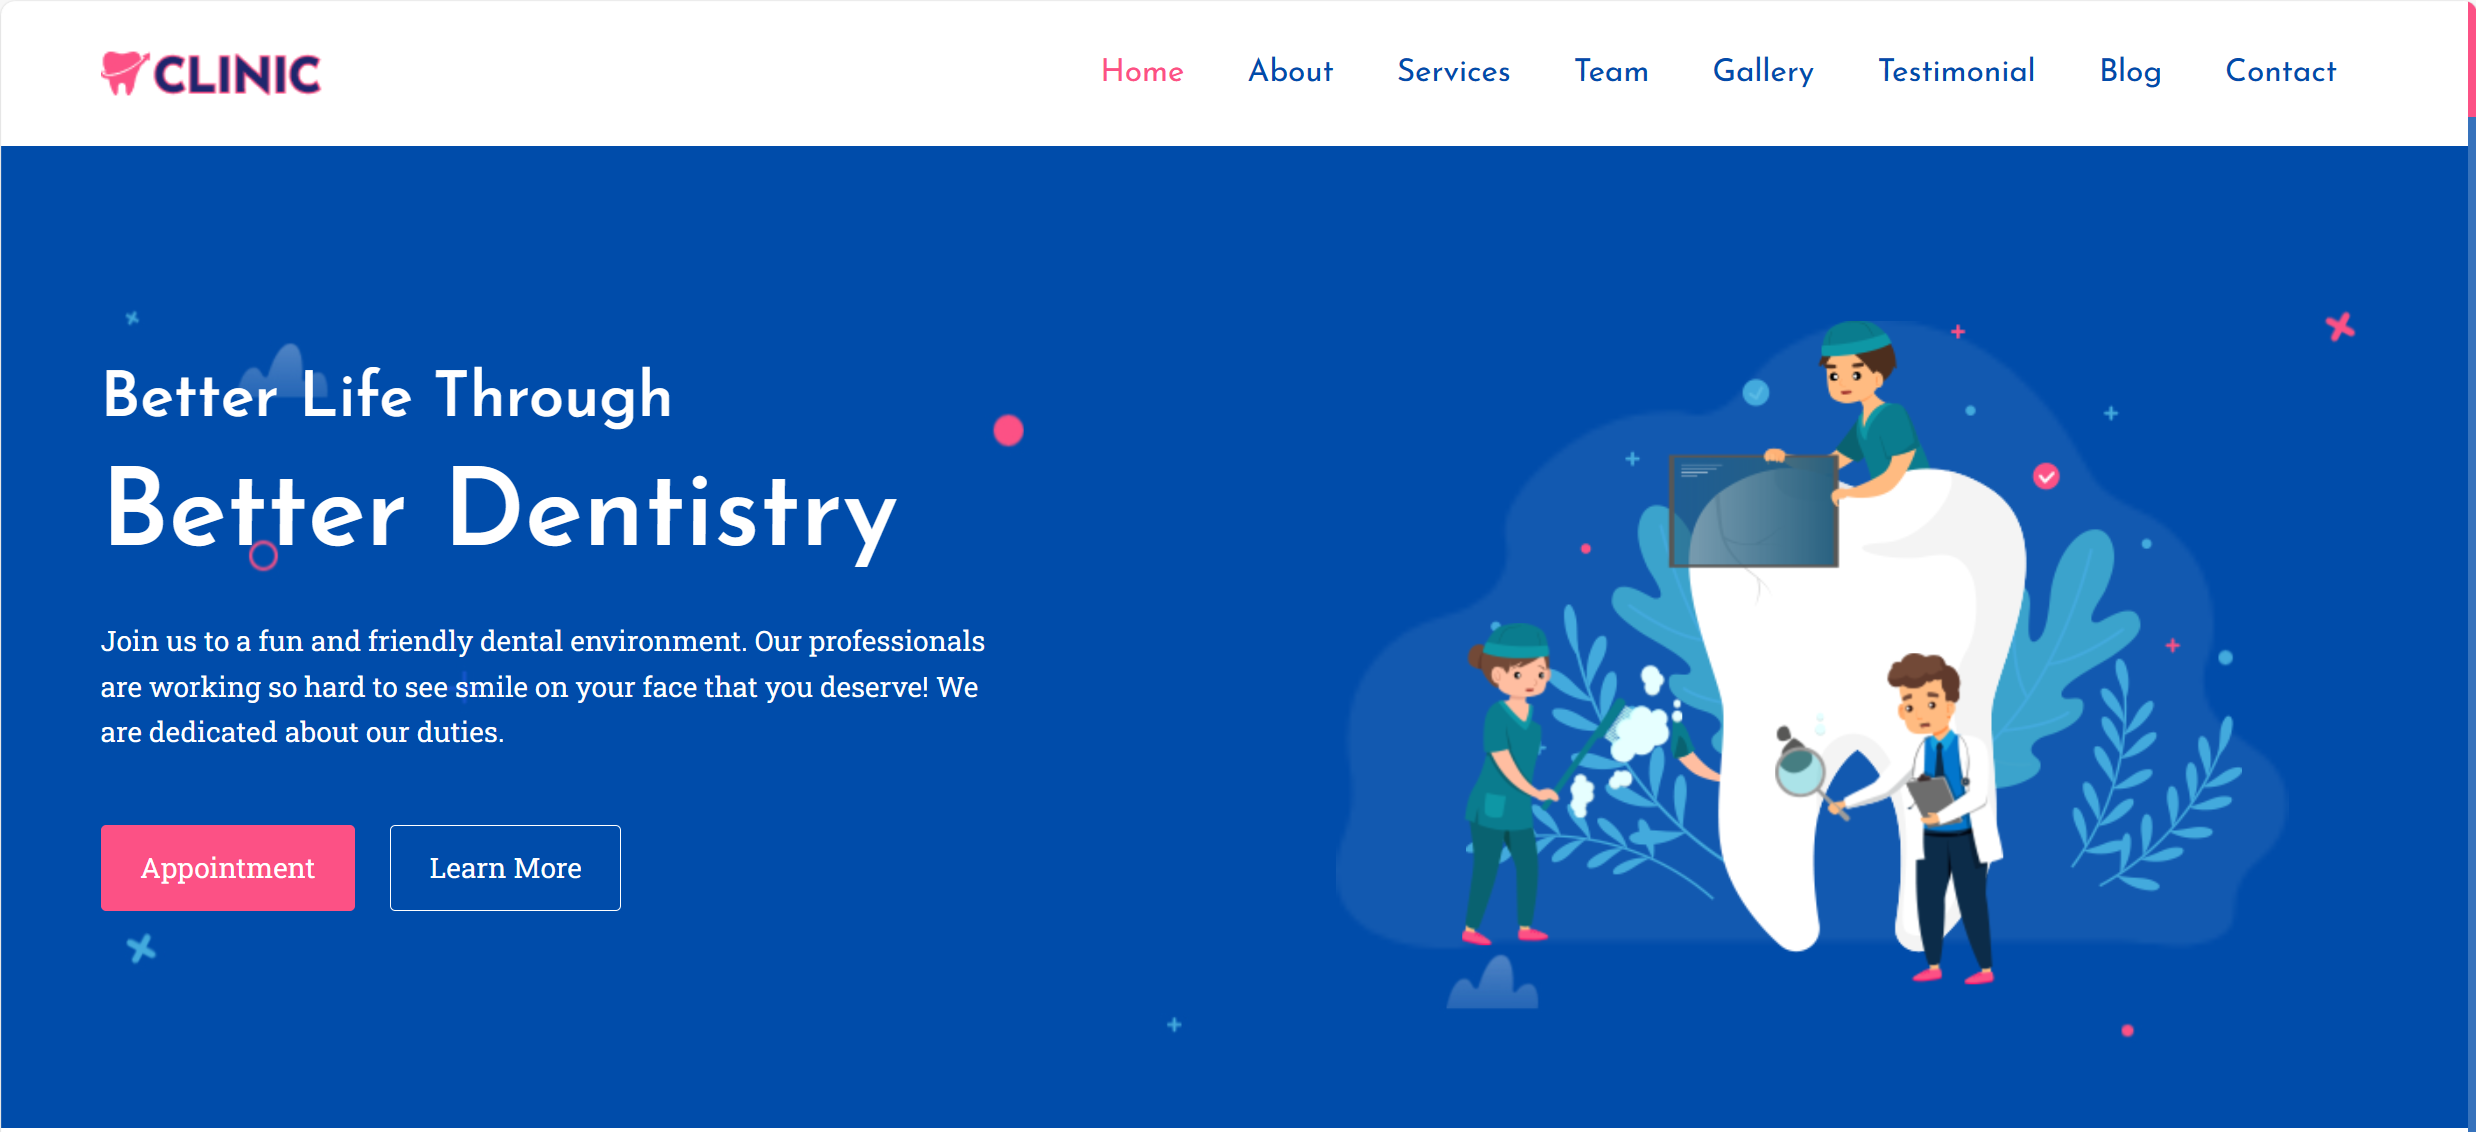 CLINIC
Home About Services Team Gallery Testimonial Blog Contact
Better Life Through
Better Dentistry
Join us to a fun and friendly dental environment. Our professionals
are working so hard to see smile on your face that you deserve! We
are dedicated about our duties.
Appointment Learn More